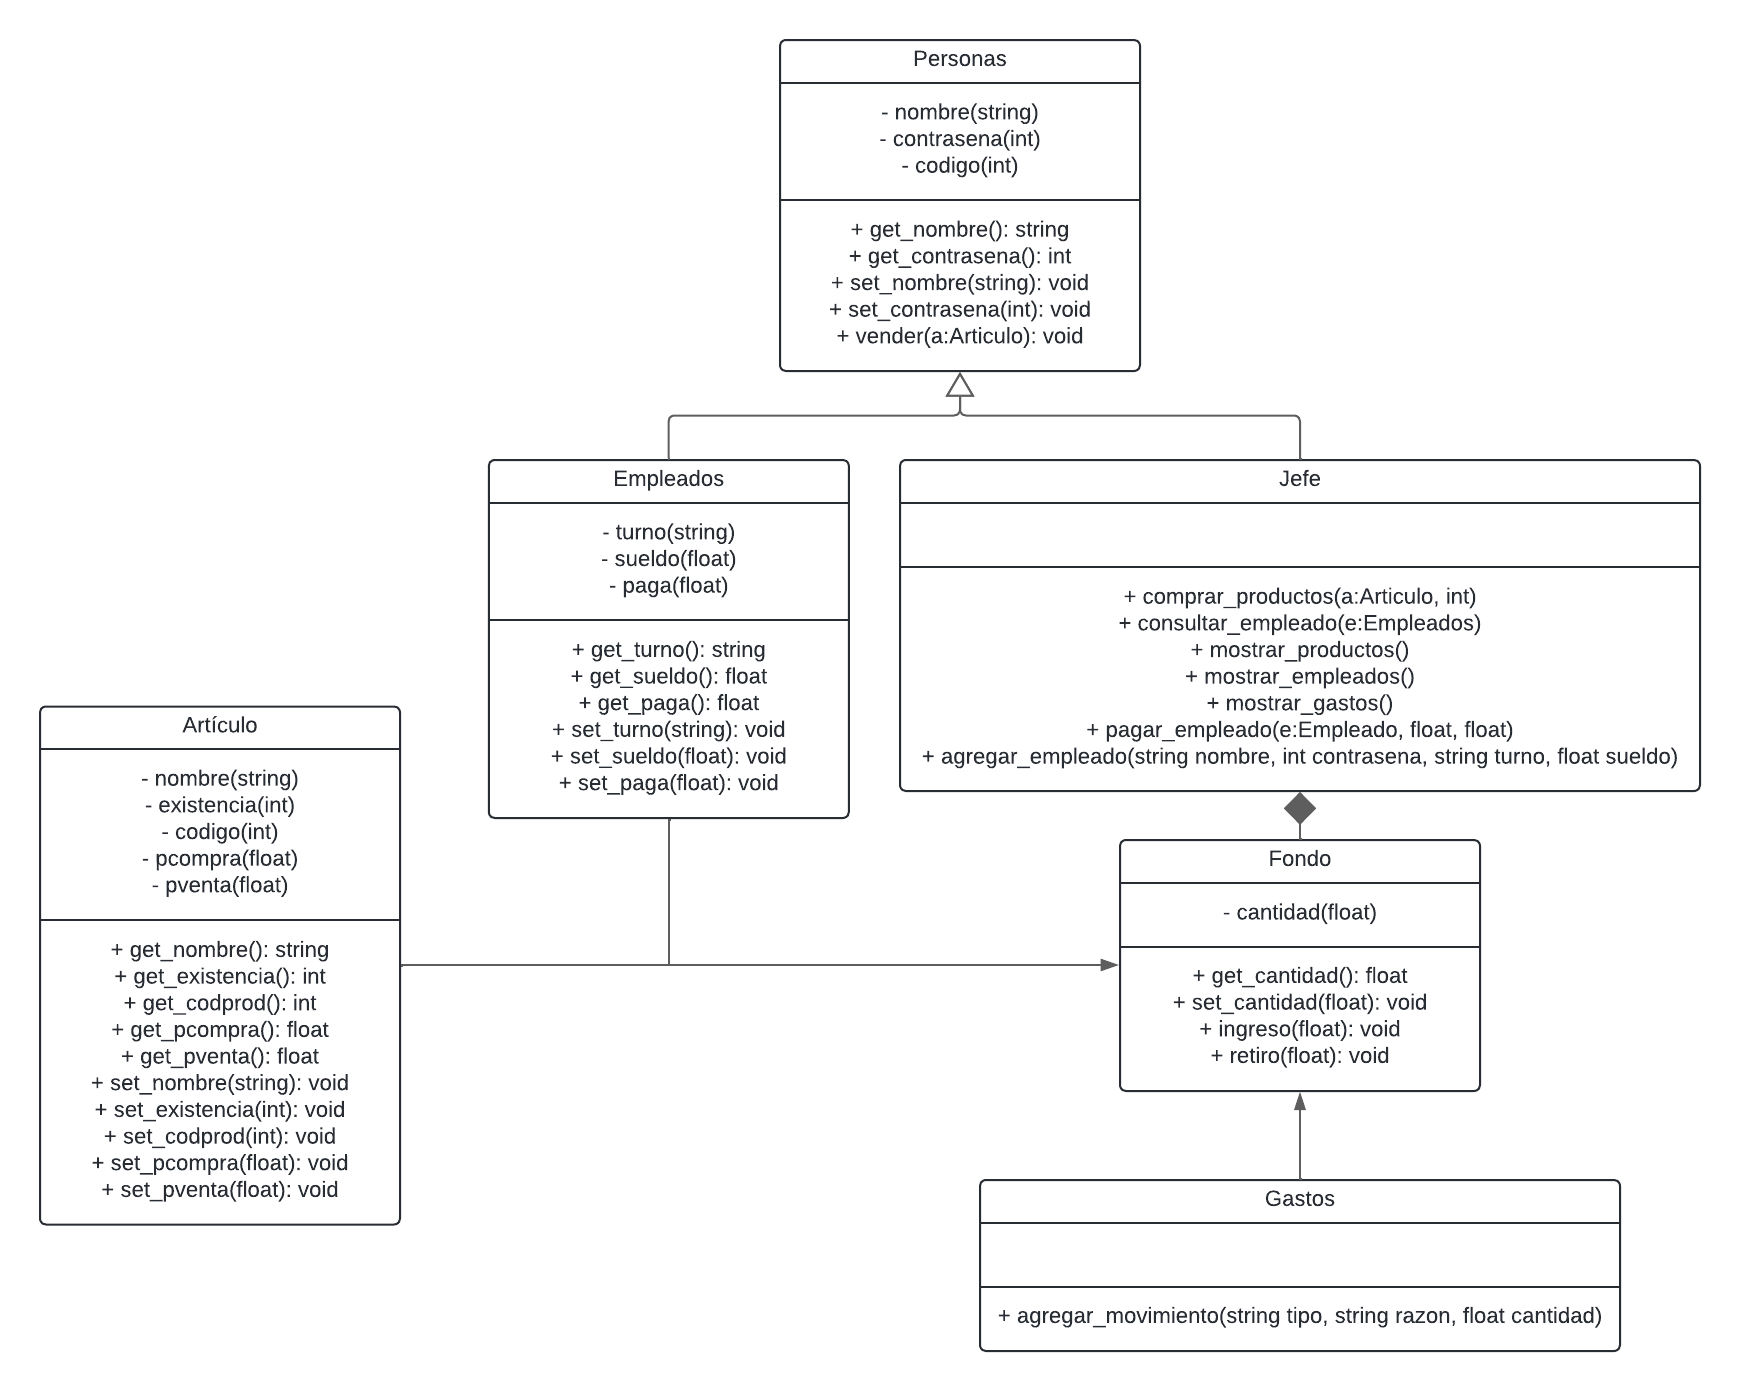 Personas
- nombre(string)
- contrasena(int)
- codigo(int)
+ get_nombre(): string
+ get_contrasena(): int
+ set_nombre(string): void
+ set_contrasena(int): void
+ vender(a:Articulo): void
Empleados
- turno(string)
- sueldo(float)
- paga(float)
+ get_turno(): string
+ get_sueldo(): float
+ get_paga(): float
+ set_turno(string): void
+ set_sueldo(float): void
+ set_paga(float): void
Jefe
+ comprar_productos(a:Articulo, int)
+ consultar_empleado(e:Empleados)
+ mostrar_productos()
+ mostrar_empleados()
+ mostrar_gastos()
+ pagar_empleado(e:Empleado, float, float)
+ agregar_empleado(string nombre, int contrasena, string turno, float sueldo)
Artículo
- nombre(string)
- existencia(int)
- codigo(int)
- pcompra(float)
- pventa(float)
+ get_nombre(): string
+ get_existencia(): int
+ get_codprod(): int
+ get_pcompra(): float
+ get_pventa(): float
+ set_nombre(string): void
+ set_existencia(int): void
+ set_codprod(int): void
+ set_pcompra(float): void
+ set_pventa(float): void
Fondo
- cantidad(float)
+ get_cantidad(): float
+ set_cantidad(float): void
+ ingreso(float): void
+ retiro(float): void
Gastos
+ agregar_movimiento(string tipo, string razon, float cantidad)